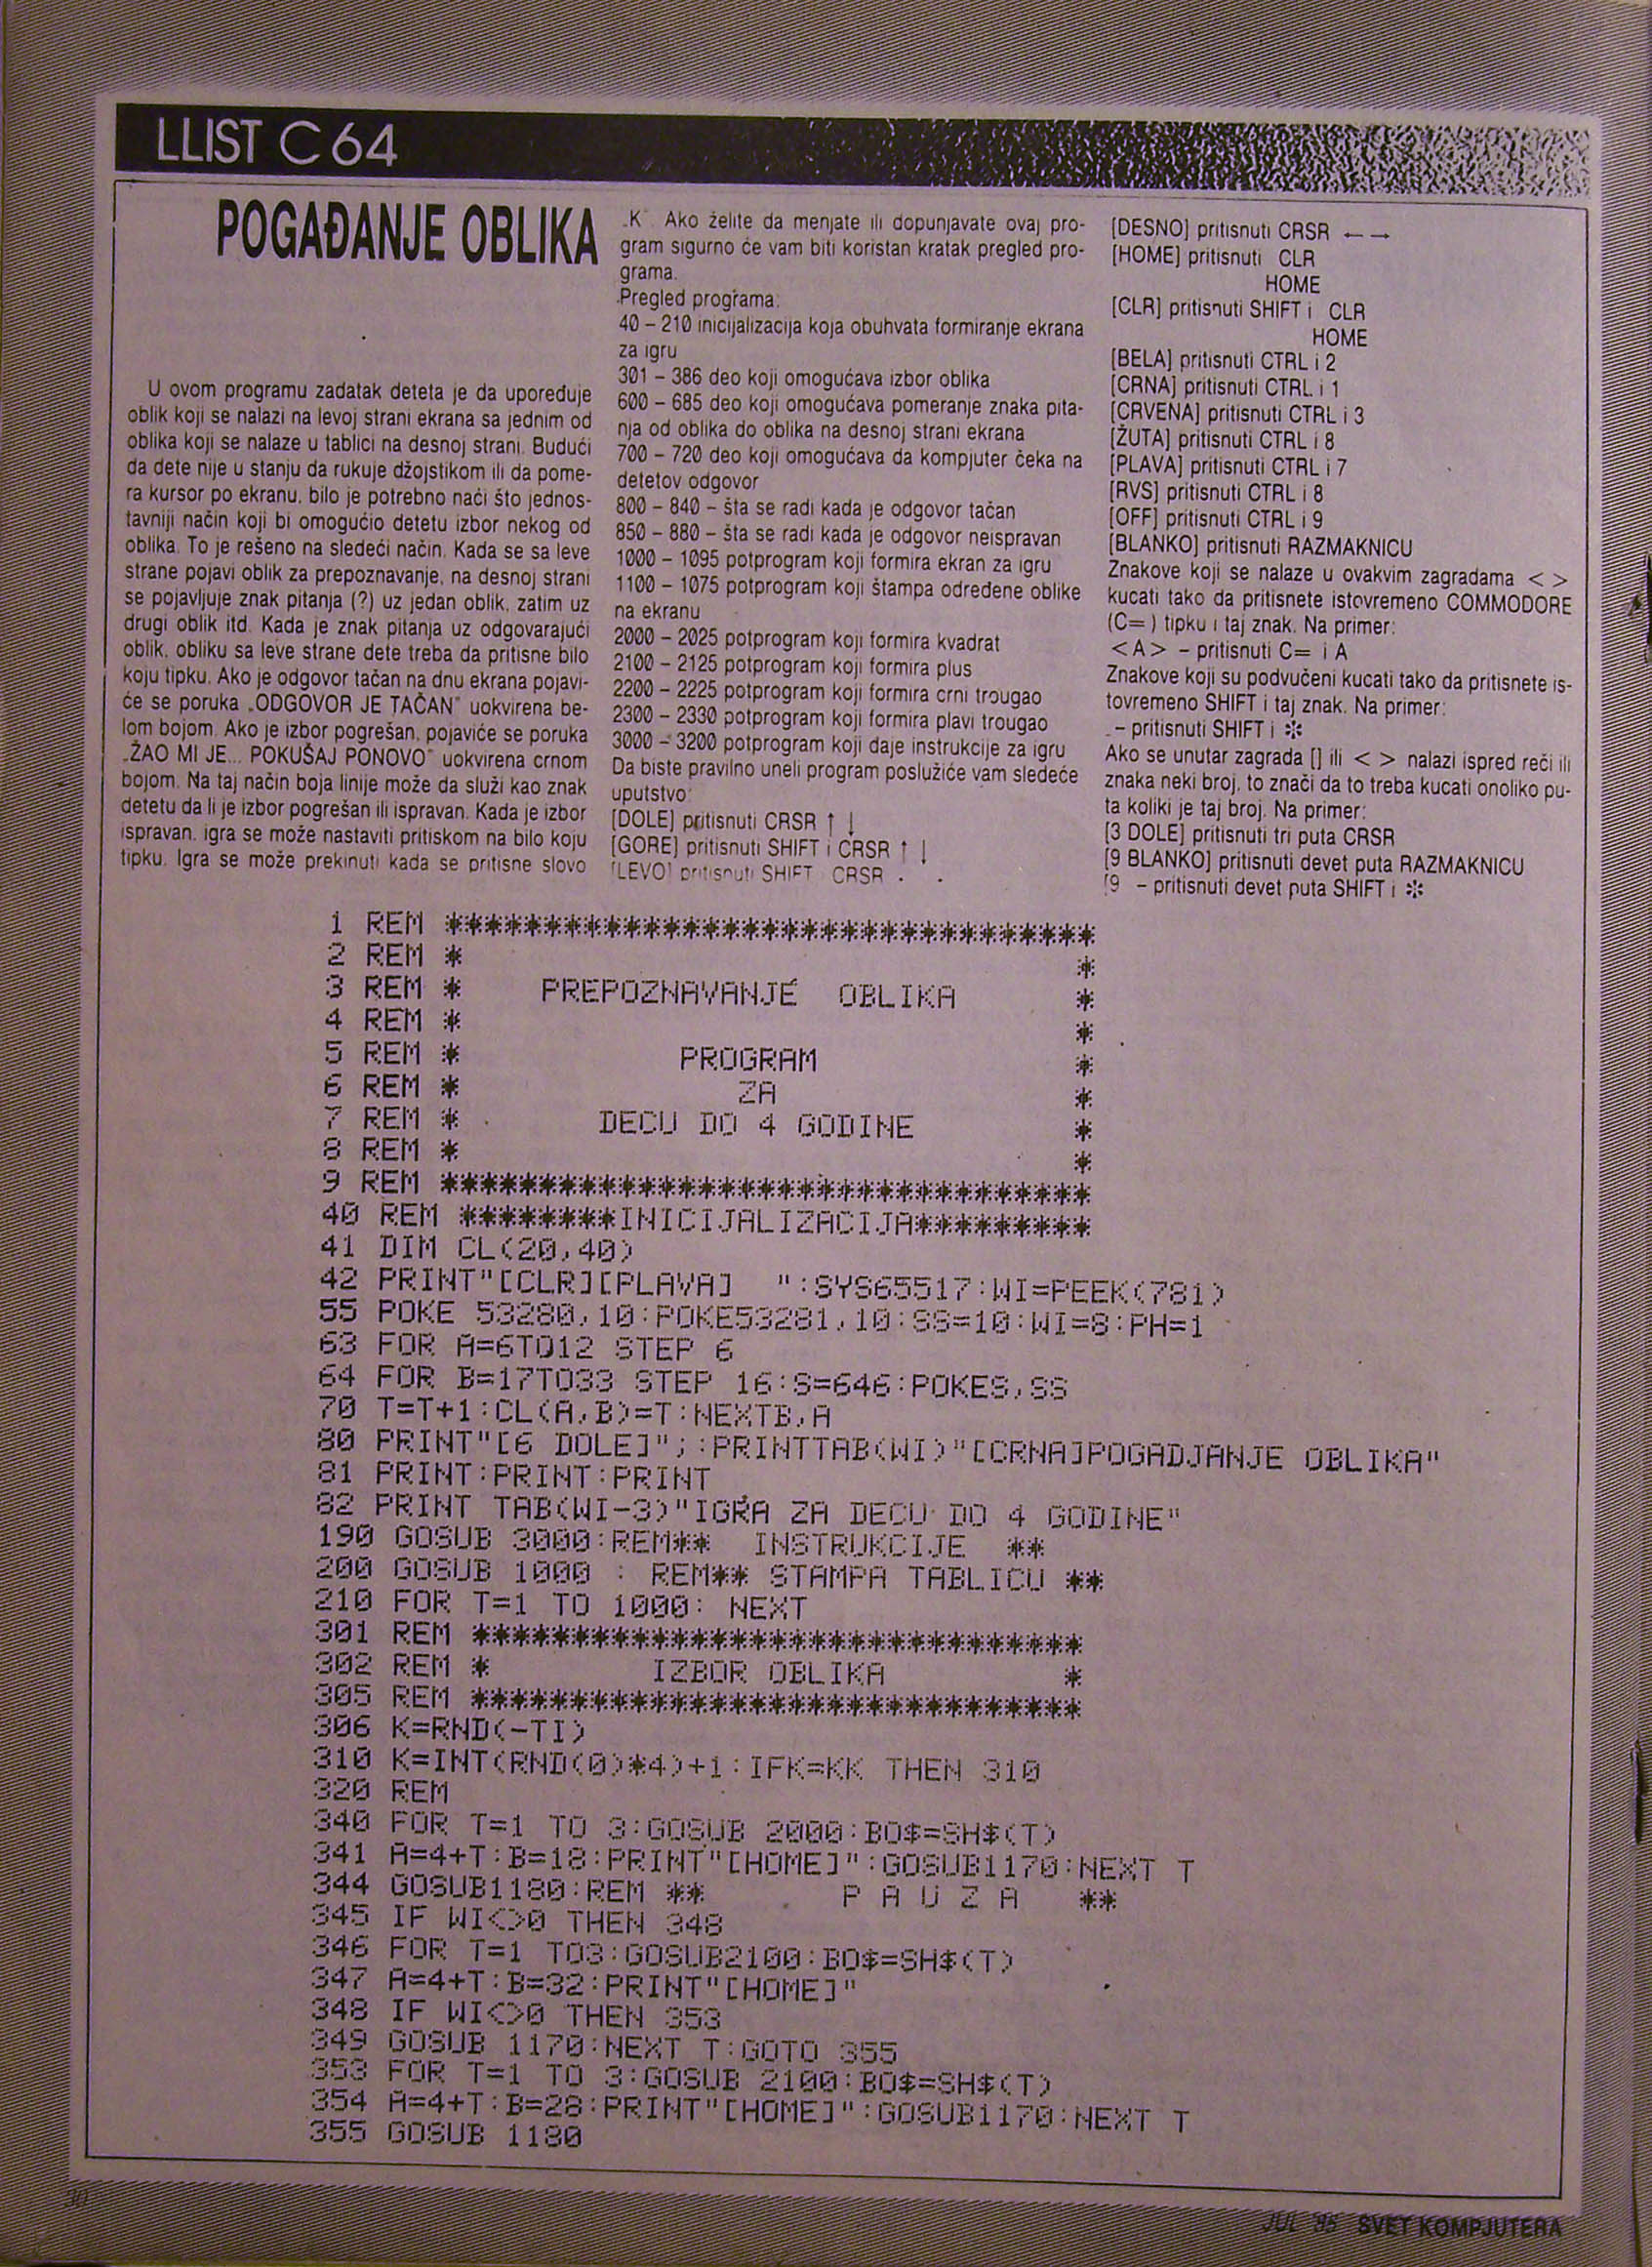 LLIST C 64
POGAĐANJE OBLIKA
U ovom programu zadatak deteta je da upoređuje
oblik koji se nalazi na levoj strani ekrana sa jednim od
oblika koji se nalaze u tablici na desnoj strani. Budući
da dete nije u stanju da rukuje džojstikom ili da pome-
ra kursor po ekranu, bilo je potrebno naći što jednos-
tavniji način koji bi omogućio detetu izbor nekog od
oblika. To je rešeno na sledeći način. Kada se sa leve
strane pojavi oblik za prepoznavanje, na desnoj strani
se pojavljuje znak pitanja (?) uz jedan oblik, zatim uz
drugi oblik itd. Kada je znak pitanja uz odgovarajući
oblik, obliku sa leve strane dete treba da pritisne bilo
koju tipku. Ako je odgovor tačan na dnu ekrana pojavi-
će se poruka „ODGOVOR JE TAČAN" uokvirena be-
lom bojom. Ako je izbor pogrešan, pojaviće se poruka
„ŽAO MI JE... POKUŠAJ PONOVO" uokvirena crnom
bojom. Na taj način boja linije može da služi kao znak
detetu da li je izbor pogrešan ili ispravan. Kada je izbor
ispravan, igra se može nastaviti pritiskom na bilo koju
tipku. Igra se može prekinuti kada se pritisne slovo
„K". Ako želite da menjate ili dopunjavate ovaj pro-
gram sigurno će vam biti koristan kratak pregled pro-
grama.
Pregled programa:
40 – 210 inicijalizacija koja obuhvata formiranje ekrana
za igru
301 – 386 deo koji omogućava izbor oblika
600 – 685 deo koji omogućava pomeranje znaka pita-
nja od oblika do oblika na desnoj strani ekrana
700 – 720 deo koji omogućava da kompjuter čeka na
detetov odgovor
800 – 840 – šta se radi kada je odgovor tačan
850 – 880 – šta se radi kada je odgovor neispravan
1000 – 1095 potprogram koji formira ekran za igru
1100 – 1075 potprogram koji štampa određene oblike
na ekranu
2000 – 2025 potprogram koji formira kvadrat
2100 – 2125 potprogram koji formira plus
2200 – 2225 potprogram koji formira crni trougao
2300 – 2330 potprogram koji formira plavi trougao
3000 – 3200 potprogram koji daje instrukcije za igru
Da biste pravilno uneli program poslužiće vam sledeće
uputstvo:
[DOLE] pritisnuti CRSR ↑ ↓
[GORE] pritisnuti SHIFT i CRSR ↑ ↓
[LEVO] pritisnuti SHIFT CRSR
[DESNO] pritisnuti CRSR ← →
[HOME] pritisnuti CLR
HOME
[CLR] pritisnuti SHIFT i CLR
HOME
[BELA] pritisnuti CTRL i 2
[CRNA] pritisnuti CTRL i 1
[CRVENA] pritisnuti CTRL i 3
[ŽUTA] pritisnuti CTRL i 8
[PLAVA] pritisnuti CTRL i 7
[RVS] pritisnuti CTRL i 8
[OFF] pritisnuti CTRL i 9
[BLANKO] pritisnuti RAZMAKNICU
Znakove koji se nalaze u ovakvim zagradama < >
kucati tako da pritisnete istovremeno COMMODORE
(C= ) tipku i taj znak. Na primer:
<A> – pritisnuti C= i A
Znakove koji su podvučeni kucati tako da pritisnete is-
tovremeno SHIFT i taj znak. Na primer:
– pritisnuti SHIFT i *
Ako se unutar zagrada [] ili < > nalazi ispred reči ili
znaka neki broj, to znači da to treba kucati onoliko pu-
ta koliki je taj broj. Na primer:
[3 DOLE] pritisnuti tri puta CRSR
[9 BLANKO] pritisnuti devet puta RAZMAKNICU
[9 – pritisnuti devet puta SHIFT i *
1 REM *********************************
2 REM * *
3 REM * PREPOZNAVANJE OBLIKA *
4 REM * *
5 REM * PROGRAM *
6 REM * ZA *
7 REM * DECU DO 4 GODINE *
8 REM * *
9 REM *********************************
40 REM ********INICIJALIZACIJA*********
41 DIM CL(20,40)
42 PRINT"[CLR][PLAVA] ":SYS65517:WI=PEEK(781)
55 POKE 53280,10:POKE53281,10:SS=10:WI=8:PH=1
63 FOR A=6TO12 STEP 6
64 FOR B=17TO33 STEP 16:S=646:POKES,SS
70 T=T+1:CL(A,B)=T:NEXTB,A
80 PRINT"[6 DOLE]";:PRINTTAB(WI)"[CRNA]POGADJANJE OBLIKA"
81 PRINT:PRINT:PRINT
82 PRINT TAB(WI-3)"IGRA ZA DECU DO 4 GODINE"
190 GOSUB 3000:REM** INSTRUKCIJE **
200 GOSUB 1000 : REM** STAMPA TABLICU **
210 FOR T=1 TO 1000: NEXT
301 REM *******************************
302 REM * IZBOR OBLIKA *
305 REM *******************************
306 K=RND(-TI)
310 K=INT(RND(0)*4)+1:IFK=KK THEN 310
320 REM
340 FOR T=1 TO 3:GOSUB 2000:BO$=SH$(T)
341 A=4+T:B=18:PRINT"[HOME]":GOSUB1170:NEXT T
344 GOSUB1180:REM ** P A U Z A **
345 IF WI<>0 THEN 348
346 FOR T=1 TO3:GOSUB2100:BO$=SH$(T)
347 A=4+T:B=32:PRINT"[HOME]"
348 IF WI<>0 THEN 353
349 GOSUB 1170:NEXT T:GOTO 355
353 FOR T=1 TO 3:GOSUB 2100:BO$=SH$(T)
354 A=4+T:B=28:PRINT"[HOME]":GOSUB1170:NEXT T
355 GOSUB 1180
30
JUL '85 SVET KOMPJUTERA